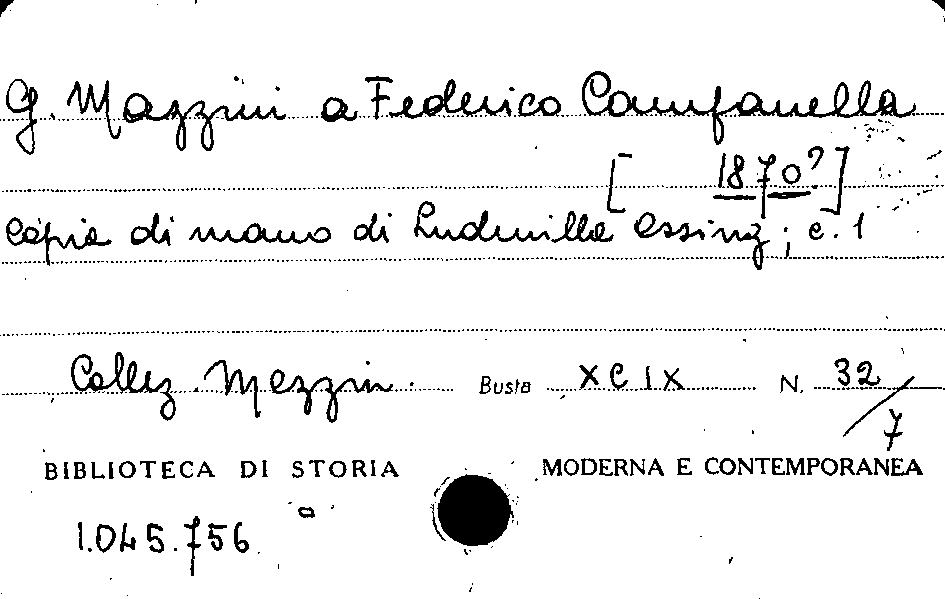 G. Mazzini a Federico Campanella
[1870?]
Copia di mano di Ludmilla Assing; c. 1
Collez. Mazzini. Busta XCIX N. 32/7
BIBLIOTECA DI STORIA MODERNA E CONTEMPORANEA
1.045.756